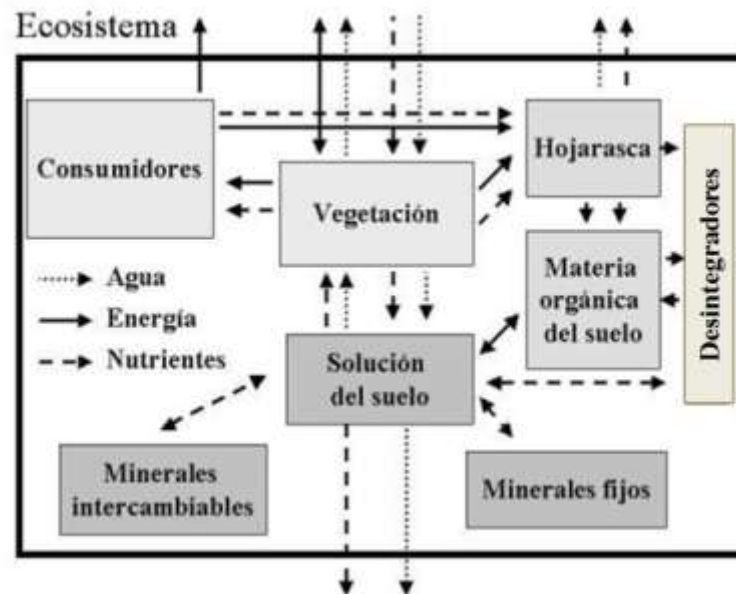 Ecosistema
Consumidores
Hojarasca
Vegetación
Desintegradores
Agua
Energía
Nutrientes
Materia
orgánica
del suelo
Solución
del suelo
Minerales
intercambiables
Minerales fijos